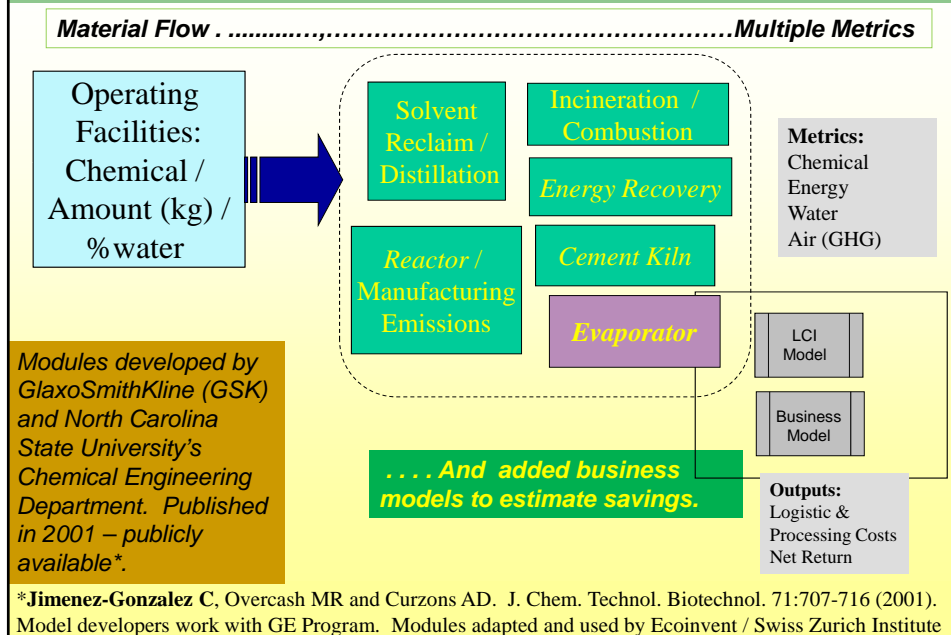 Material Flow . ..........…,……………………………………………Multiple Metrics
Operating
Facilities:
Chemical /
Amount (kg) /
%water
Solvent
Reclaim /
Distillation
Incineration /
Combustion
Energy Recovery
Reactor /
Manufacturing
Emissions
Cement Kiln
Evaporator
Metrics:
Chemical
Energy
Water
Air (GHG)
LCI
Model
Business
Model
Modules developed by
GlaxoSmithKline (GSK)
and North Carolina
State University's
Chemical Engineering
Department. Published
in 2001 – publicly
available*.
. . . . And added business
models to estimate savings.
Outputs:
Logistic &
Processing Costs
Net Return
*Jimenez-Gonzalez C, Overcash MR and Curzons AD. J. Chem. Technol. Biotechnol. 71:707-716 (2001).
Model developers work with GE Program. Modules adapted and used by Ecoinvent / Swiss Zurich Institute